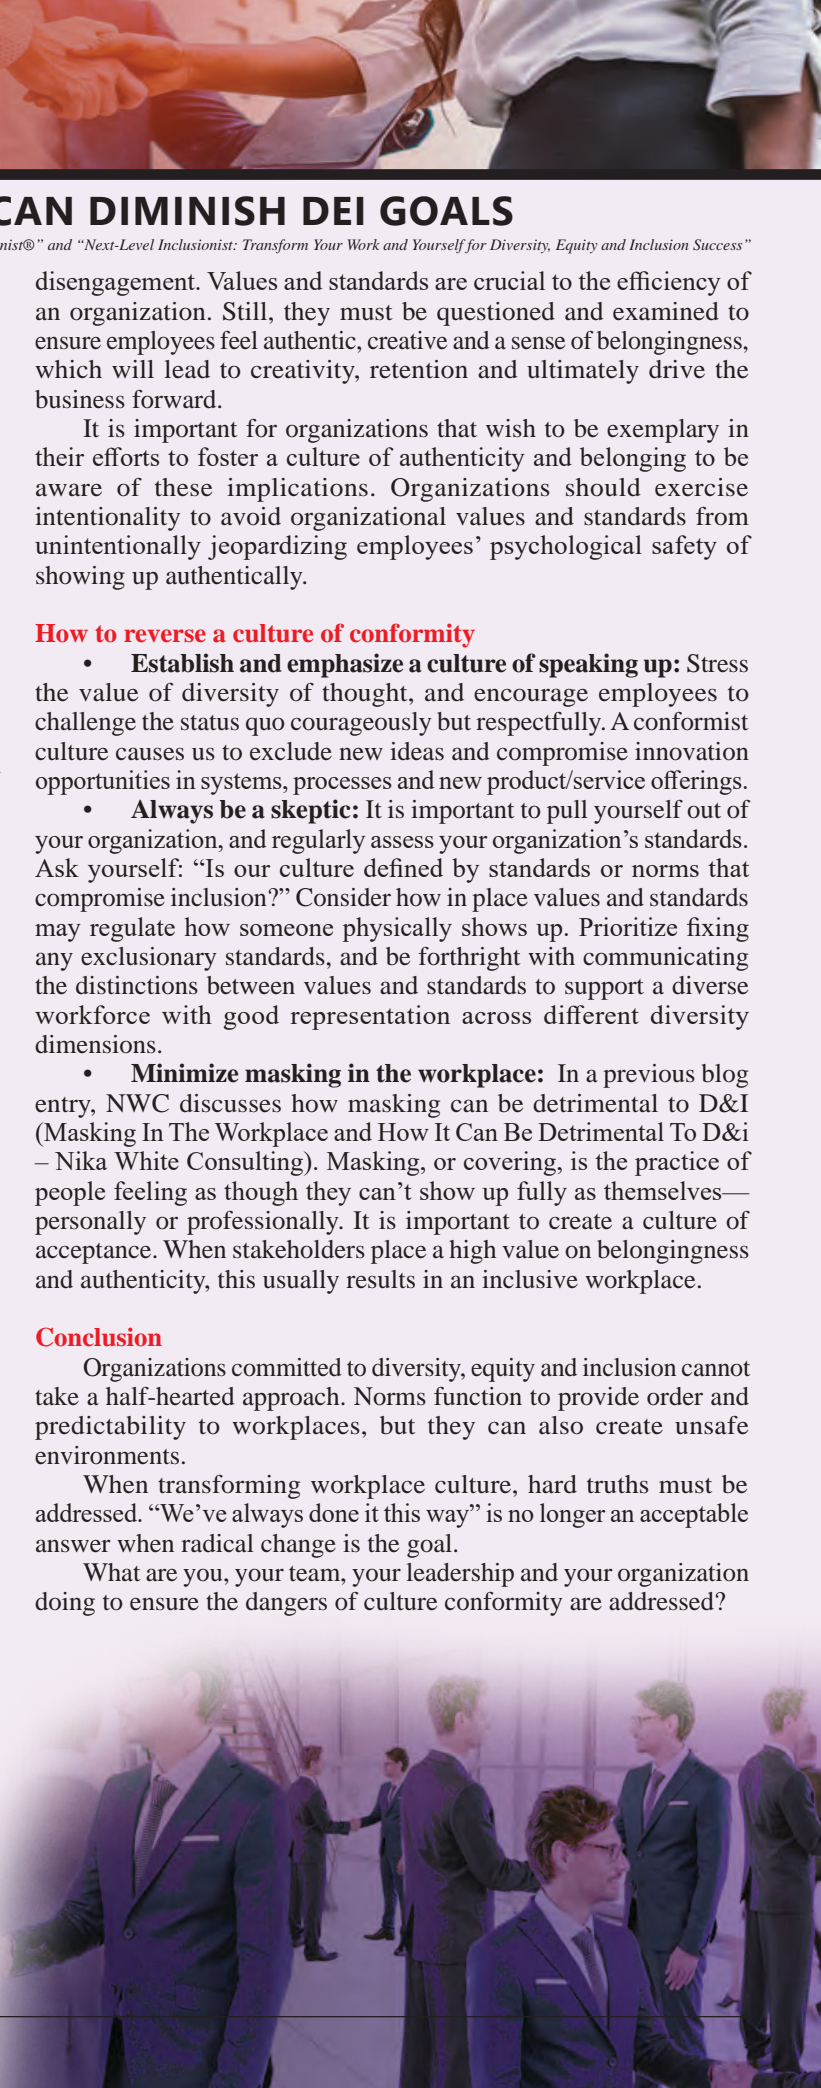 CAN DIMINISH DEI GOALS
nist®” and “Next-Level Inclusionist: Transform Your Work and Yourself for Diversity, Equity and Inclusion Success”
disengagement. Values and standards are crucial to the efficiency of
an organization. Still, they must be questioned and examined to
ensure employees feel authentic, creative and a sense of belongingness,
which will lead to creativity, retention and ultimately drive the
business forward.
It is important for organizations that wish to be exemplary in
their efforts to foster a culture of authenticity and belonging to be
aware of these implications. Organizations should exercise
intentionality to avoid organizational values and standards from
unintentionally jeopardizing employees’ psychological safety of
showing up authentically.
How to reverse a culture of conformity
• Establish and emphasize a culture of speaking up: Stress
the value of diversity of thought, and encourage employees to
challenge the status quo courageously but respectfully. A conformist
culture causes us to exclude new ideas and compromise innovation
opportunities in systems, processes and new product/service offerings.
• Always be a skeptic: It is important to pull yourself out of
your organization, and regularly assess your organization’s standards.
Ask yourself: “Is our culture defined by standards or norms that
compromise inclusion?” Consider how in place values and standards
may regulate how someone physically shows up. Prioritize fixing
any exclusionary standards, and be forthright with communicating
the distinctions between values and standards to support a diverse
workforce with good representation across different diversity
dimensions.
• Minimize masking in the workplace: In a previous blog
entry, NWC discusses how masking can be detrimental to D&I
(Masking In The Workplace and How It Can Be Detrimental To D&i
– Nika White Consulting). Masking, or covering, is the practice of
people feeling as though they can’t show up fully as themselves—
personally or professionally. It is important to create a culture of
acceptance. When stakeholders place a high value on belongingness
and authenticity, this usually results in an inclusive workplace.
Conclusion
Organizations committed to diversity, equity and inclusion cannot
take a half-hearted approach. Norms function to provide order and
predictability to workplaces, but they can also create unsafe
environments.
When transforming workplace culture, hard truths must be
addressed. “We’ve always done it this way” is no longer an acceptable
answer when radical change is the goal.
What are you, your team, your leadership and your organization
doing to ensure the dangers of culture conformity are addressed?